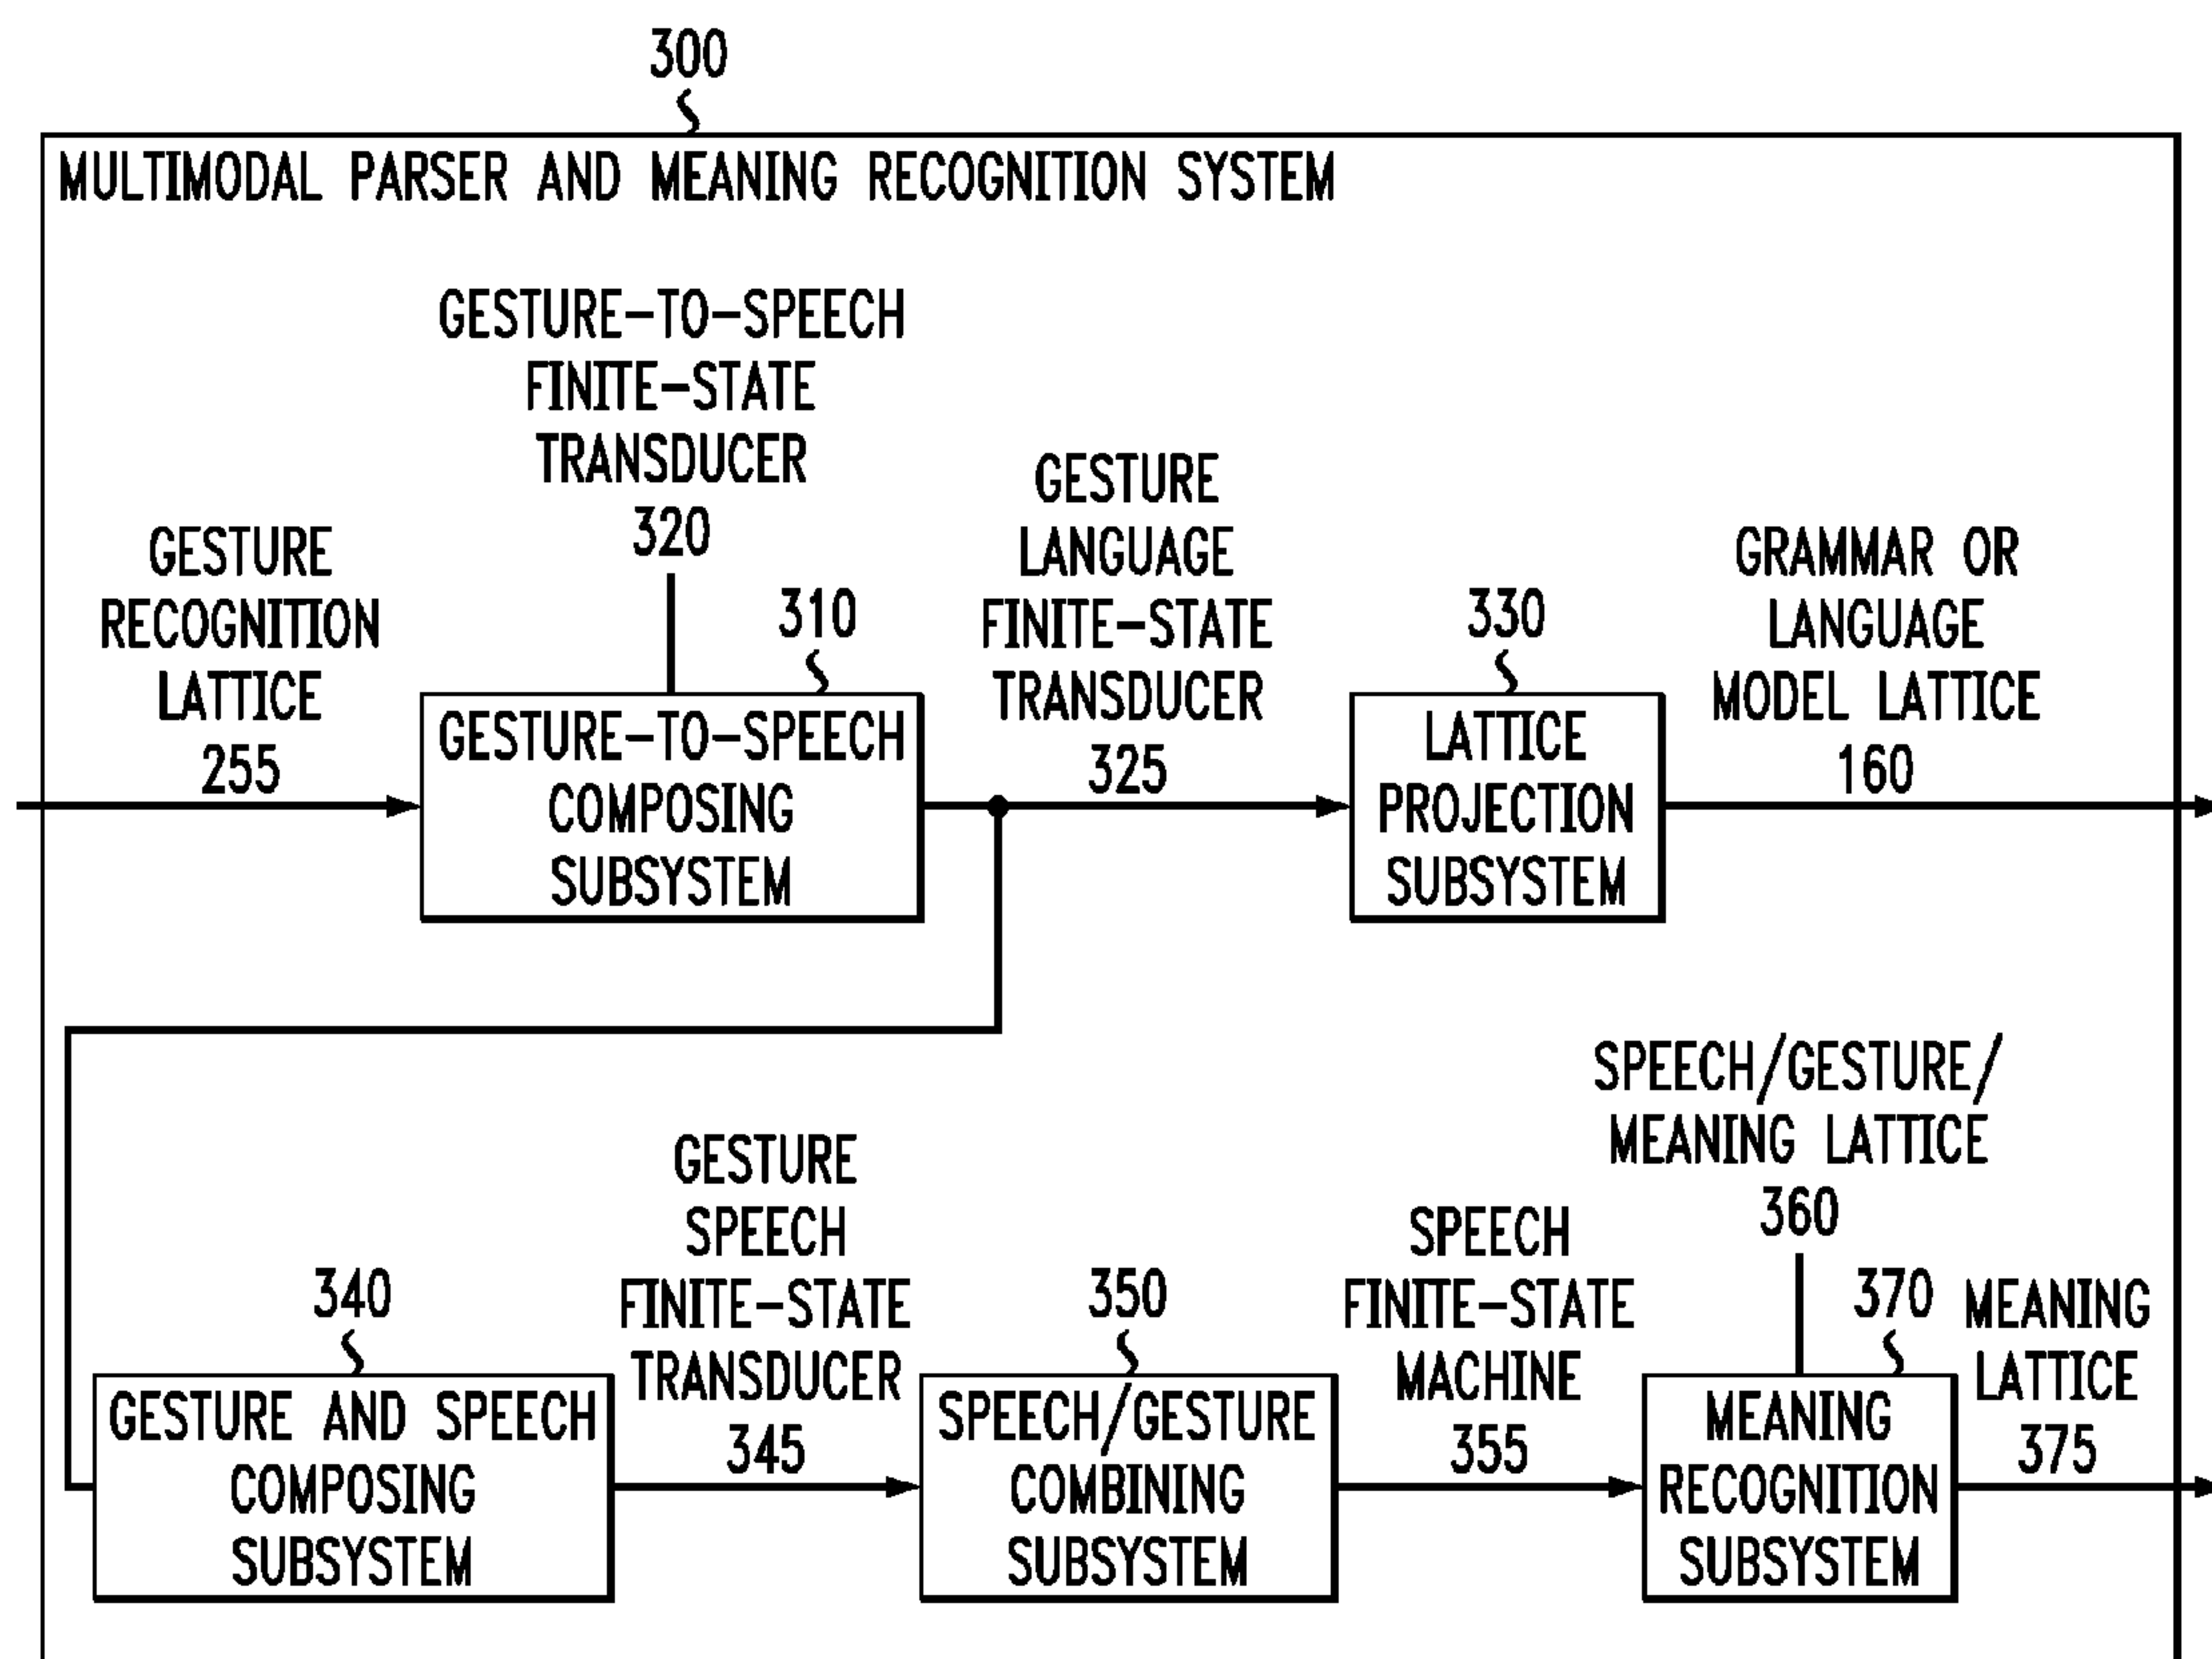 300
MULTIMODAL PARSER AND MEANING RECOGNITION SYSTEM
GESTURE-TO-SPEECH
FINITE-STATE
TRANSDUCER
320
GESTURE
RECOGNITION
LATTICE
255
310
GESTURE-TO-SPEECH
COMPOSING
SUBSYSTEM
GESTURE
LANGUAGE
FINITE-STATE
TRANSDUCER
325
330
LATTICE
PROJECTION
SUBSYSTEM
GRAMMAR OR
LANGUAGE
MODEL LATTICE
160
340
GESTURE AND SPEECH
COMPOSING
SUBSYSTEM
GESTURE
SPEECH
FINITE-STATE
TRANSDUCER
345
350
SPEECH/GESTURE
COMBINING
SUBSYSTEM
SPEECH
FINITE-STATE
MACHINE
355
SPEECH/GESTURE/
MEANING LATTICE
360
370
MEANING
RECOGNITION
SUBSYSTEM
MEANING
LATTICE
375